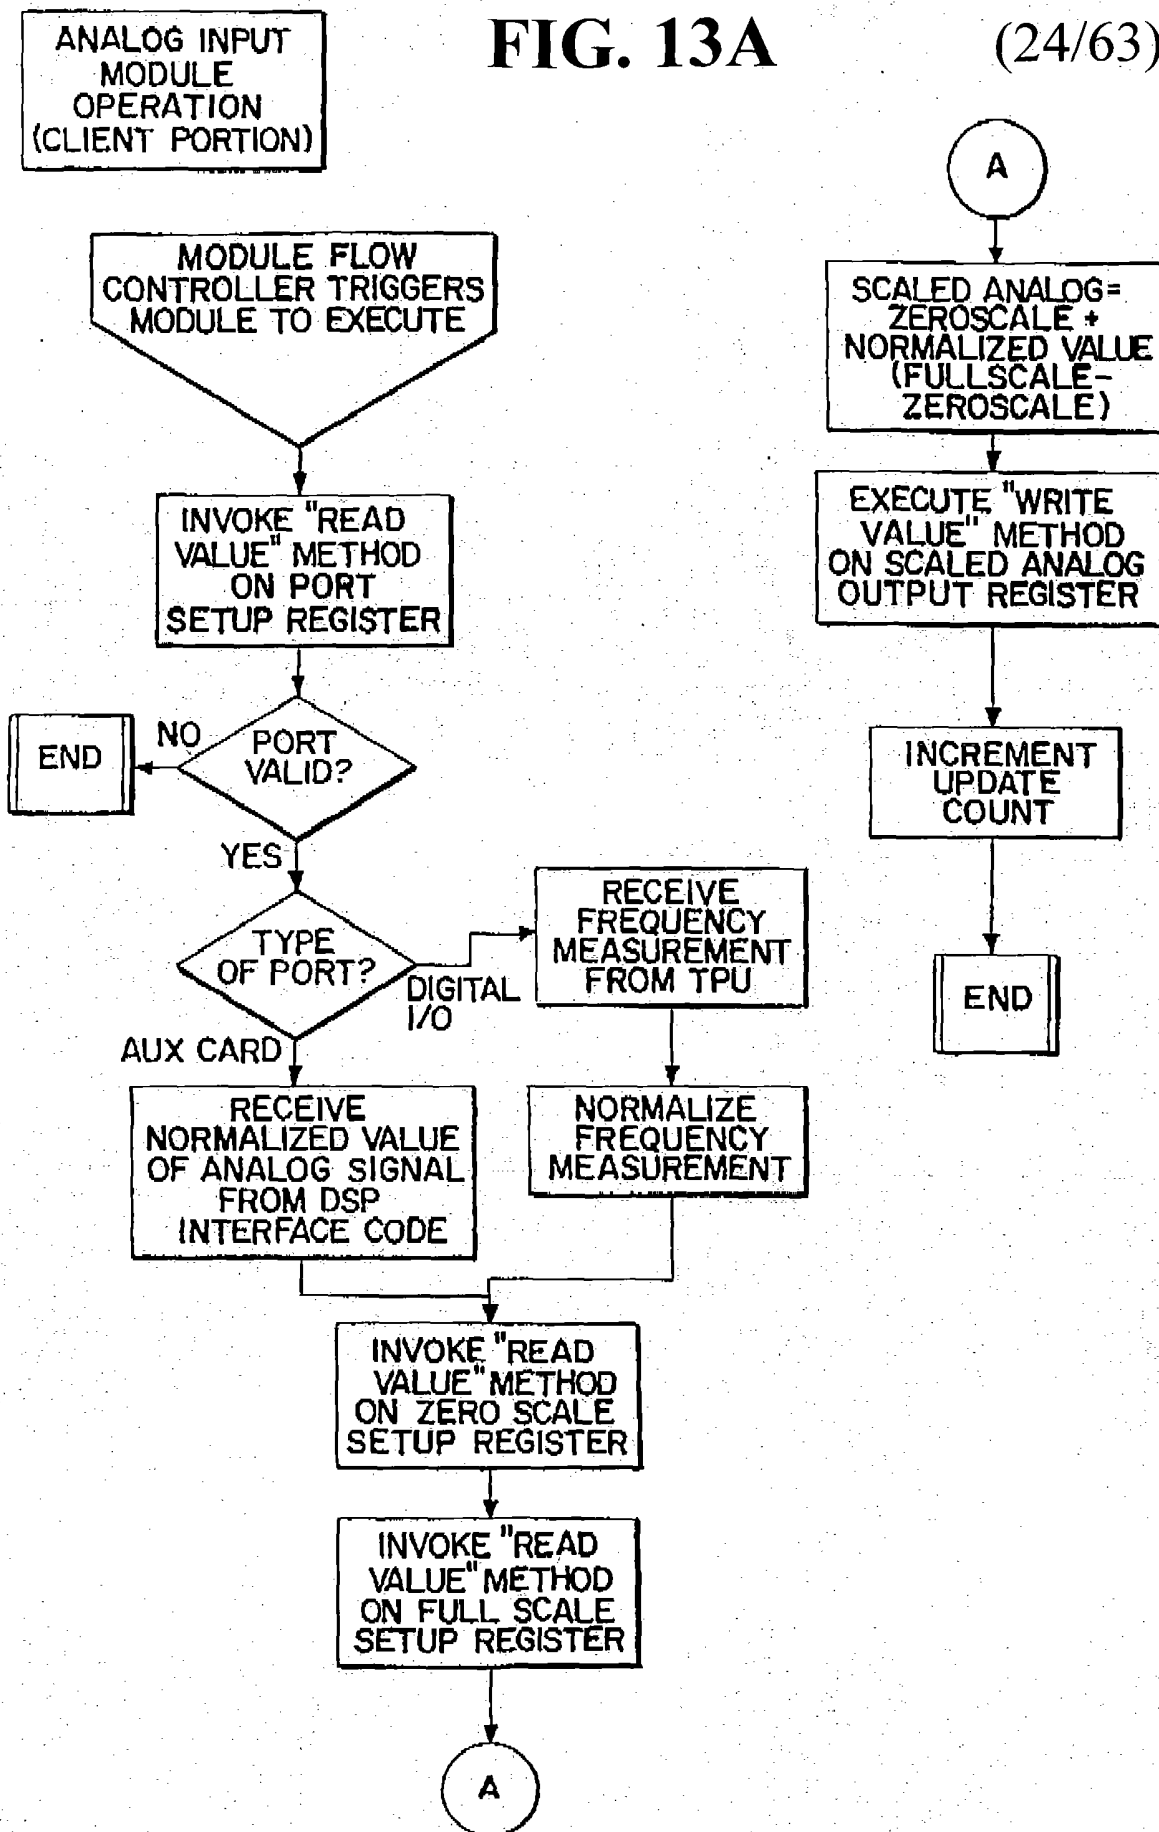 ANALOG INPUT
MODULE
OPERATION
(CLIENT PORTION)
FIG. 13A
(24/63)
MODULE FLOW
CONTROLLER TRIGGERS
MODULE TO EXECUTE
INVOKE "READ
VALUE" METHOD
ON PORT
SETUP REGISTER
PORT
VALID?
NO
END
YES
TYPE
OF PORT?
DIGITAL
I/O
AUX CARD
RECEIVE
FREQUENCY
MEASUREMENT
FROM TPU
NORMALIZE
FREQUENCY
MEASUREMENT
RECEIVE
NORMALIZED VALUE
OF ANALOG SIGNAL
FROM DSP
INTERFACE CODE
INVOKE "READ
VALUE" METHOD
ON ZERO SCALE
SETUP REGISTER
INVOKE "READ
VALUE" METHOD
ON FULL SCALE
SETUP REGISTER
A
A
SCALED ANALOG=
ZEROSCALE +
NORMALIZED VALUE
(FULLSCALE-
ZEROSCALE)
EXECUTE "WRITE
VALUE" METHOD
ON SCALED ANALOG
OUTPUT REGISTER
INCREMENT
UPDATE
COUNT
END